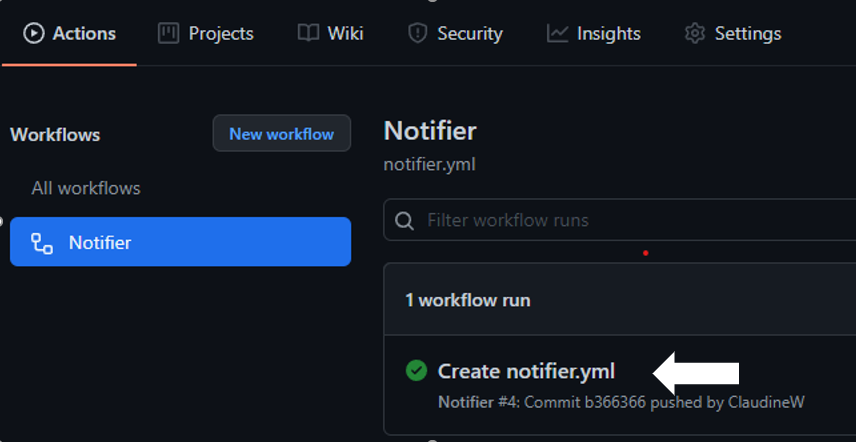 Actions Projects Wiki Security Insights Settings
Workflows New workflow
All workflows
Notifier
Notifier
notifier.yml
Filter workflow runs
1 workflow run
Create notifier.yml
Notifier #4: Commit b366366 pushed by ClaudineW